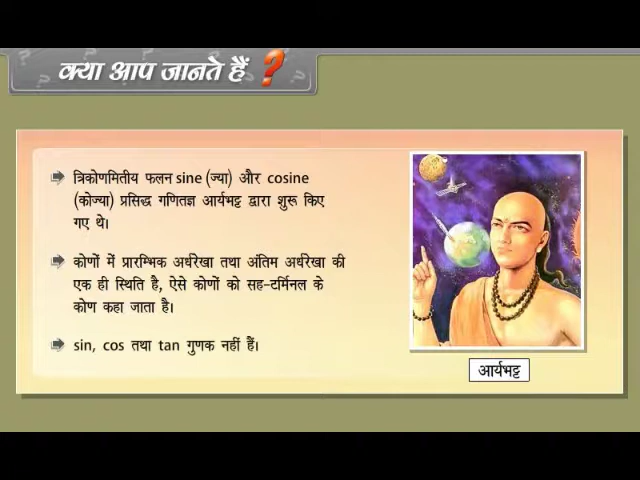 क्या आप जानते हैं ?
त्रिकोणमितीय फलन sine (ज्या) और cosine
(कोज्या) प्रसिद्ध गणितज्ञ आर्यभट्ट द्वारा शुरू किए
गए थे।
कोणों में प्रारम्भिक अर्धरेखा तथा अंतिम अर्धरेखा की
एक ही स्थिति है, ऐसे कोणों को सह-टर्मिनल के
कोण कहा जाता है।
sin, cos तथा tan गुणक नहीं हैं।
आर्यभट्ट